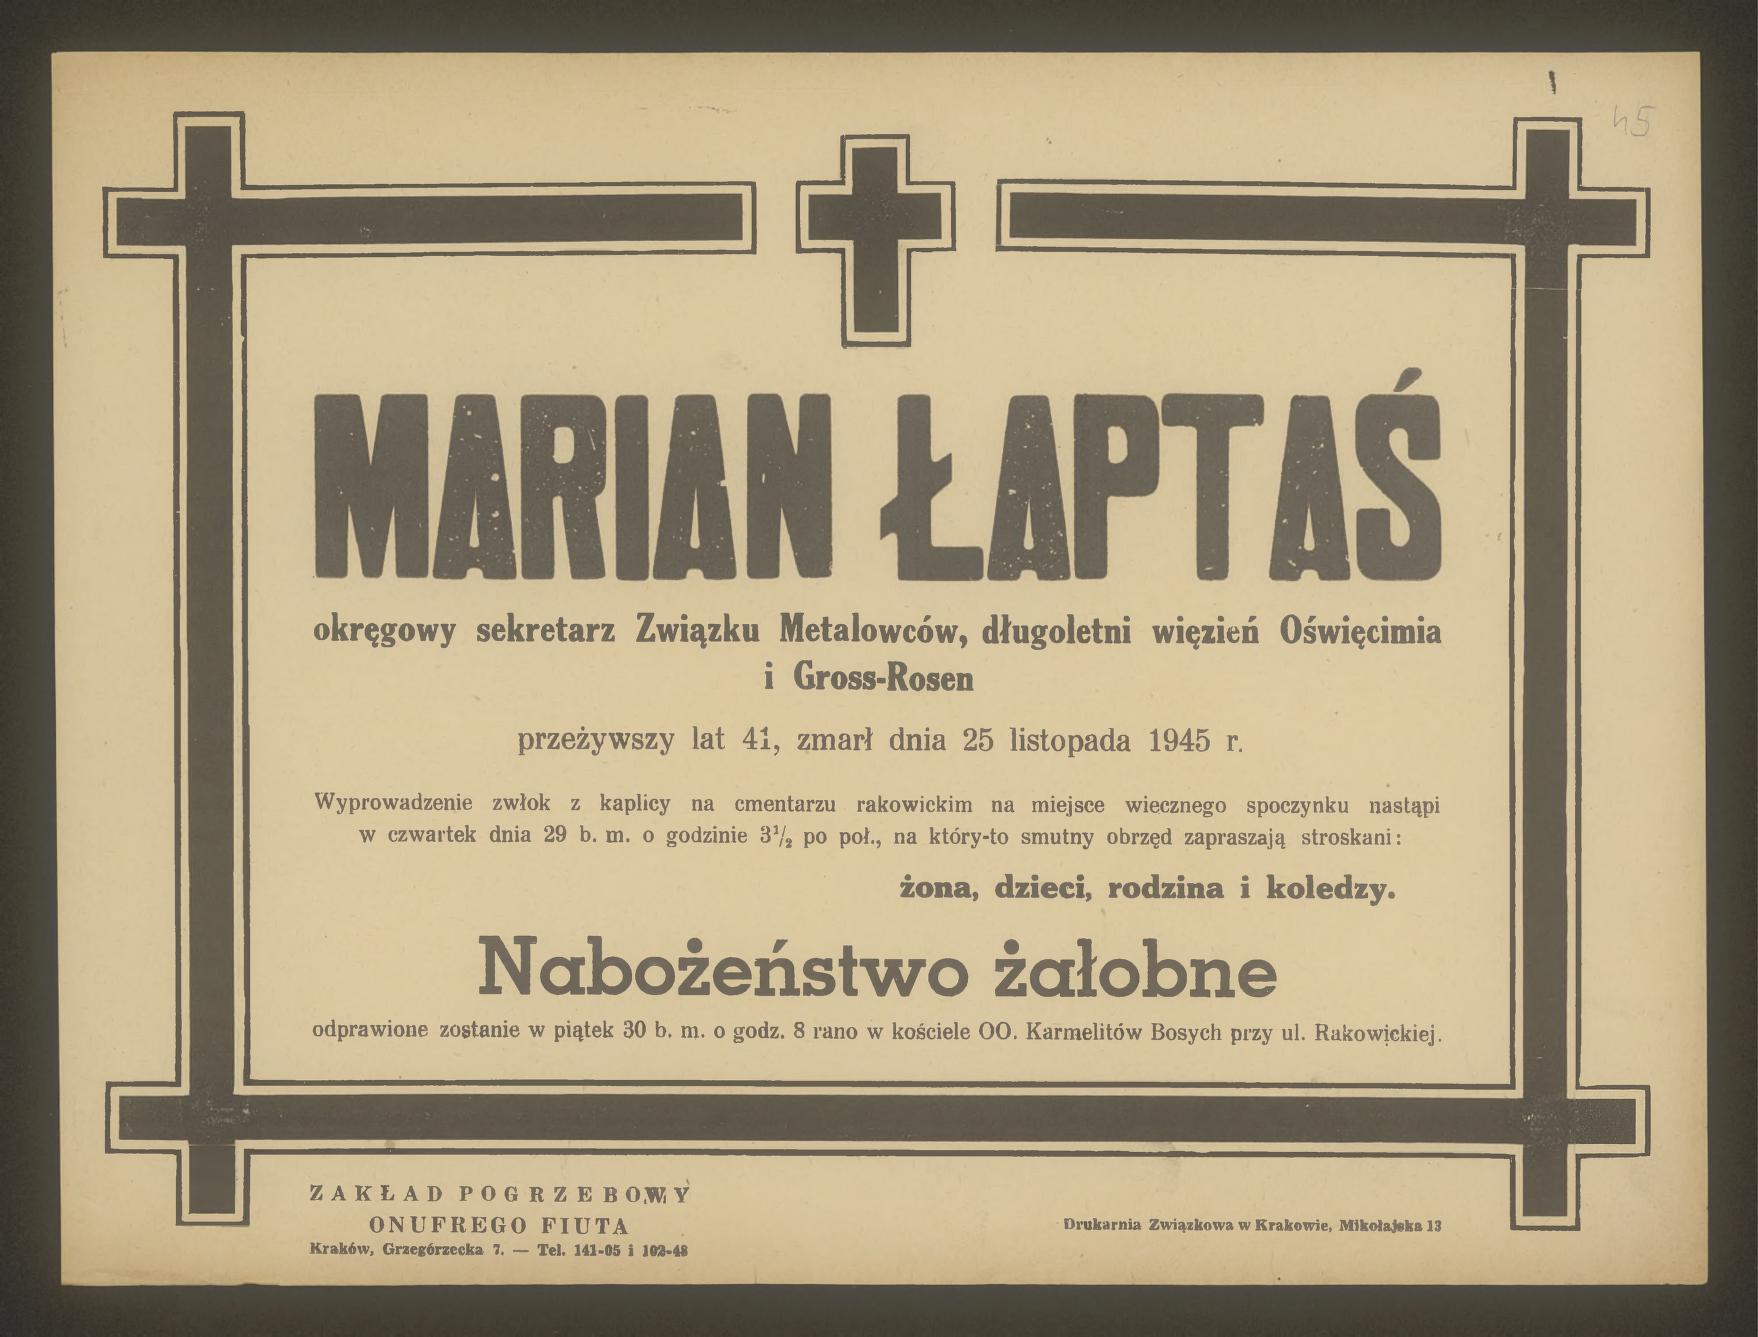 45
MARIAN ŁAPTAŚ
okręgowy sekretarz Związku Metalowców, długoletni więzień Oświęcimia
i Gross-Rosen
przeżywszy lat 41, zmarł dnia 25 listopada 1945 r.
Wyprowadzenie zwłok z kaplicy na cmentarzu rakowickim na miejsce wiecznego spoczynku nastąpi
w czwartek dnia 29 b. m. o godzinie 3½ po poł., na który-to smutny obrzęd zapraszają stroskani:
żona, dzieci, rodzina i koledzy.
Nabożeństwo żałobne
odprawione zostanie w piątek 30 b. m. o godz. 8 rano w kościele OO. Karmelitów Bosych przy ul. Rakowickiej.
ZAKŁAD POGRZEBOWY
ONUFREGO FIUTA
Kraków, Grzegórzecka 7. — Tel. 141-05 i 102-48
Drukarnia Związkowa w Krakowie, Mikołajska 13